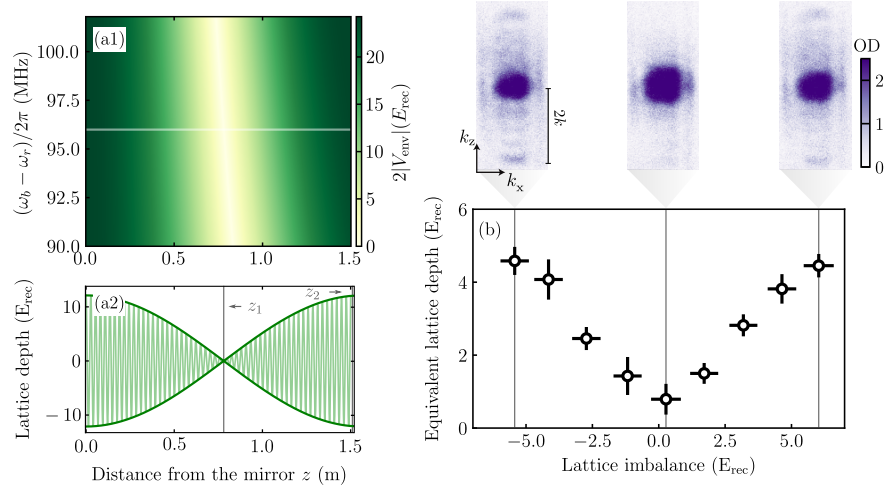 (a1)
(ω_b − ω_r)/2π (MHz)
100.0
97.5
95.0
92.5
90.0
0.0
0.5
1.0
1.5
20
15
10
5
0
2|V_env|(E_rec)
(a2)
Lattice depth (E_rec)
10
0
−10
z_1
z_2
0.0
0.5
1.0
1.5
Distance from the mirror z (m)
k_z
k_x
2k
OD
2
1
0
(b)
Equivalent lattice depth (E_rec)
6
4
2
0
−5.0
−2.5
0.0
2.5
5.0
Lattice imbalance (E_rec)